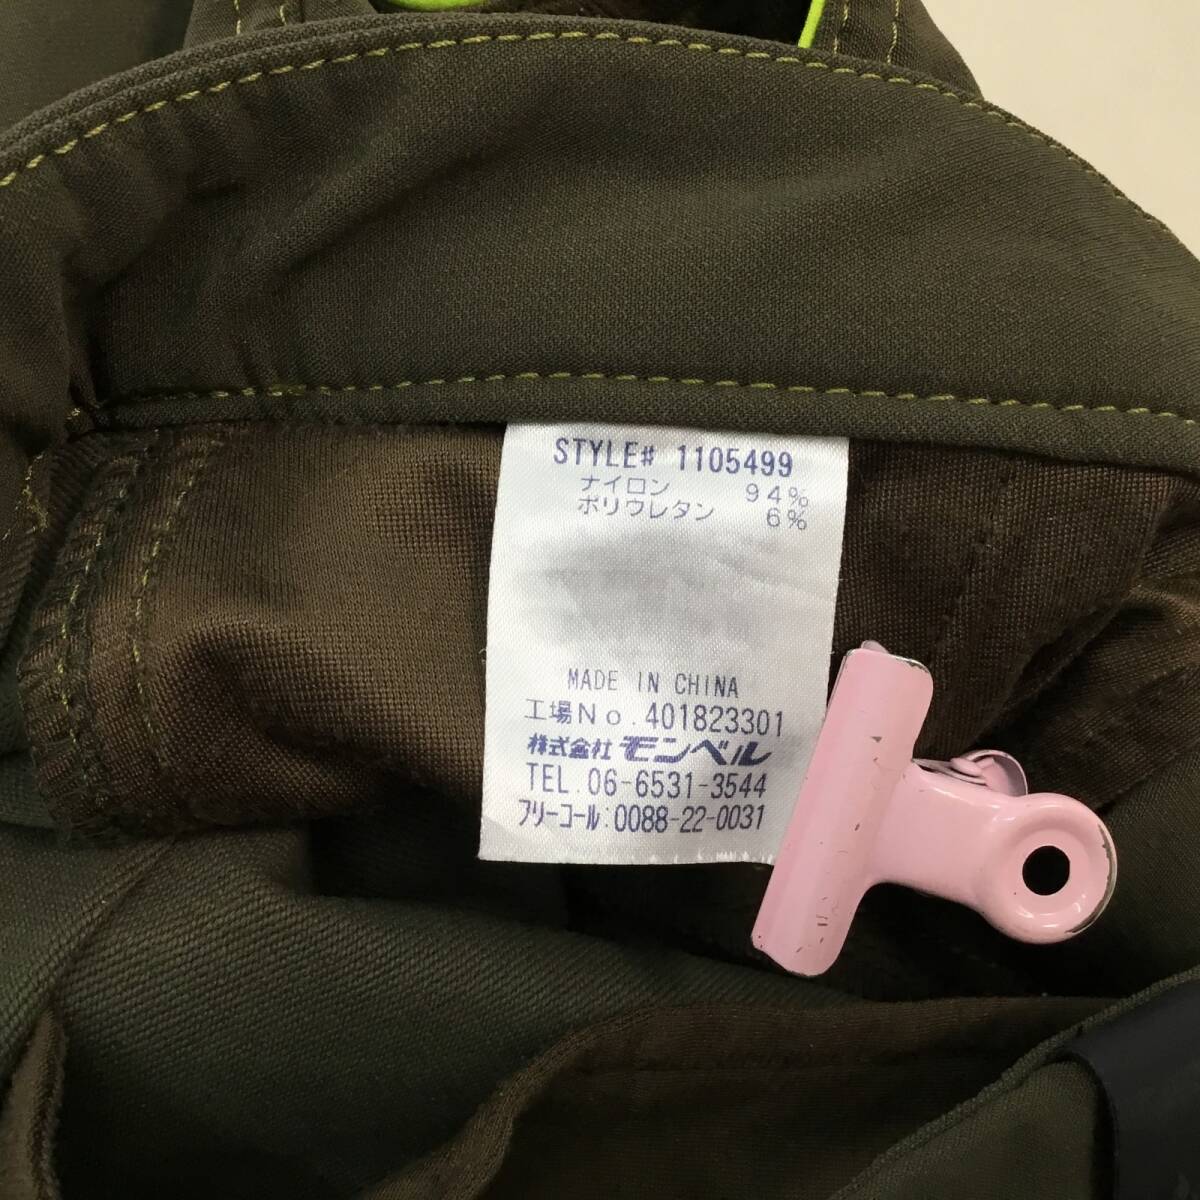 STYLE# 1105499
ナイロン 94%
ポリウレタン 6%
MADE IN CHINA
工場No.401823301
株式会社 モンベル
TEL.06-6531-3544
フリーコール:0088-22-0031